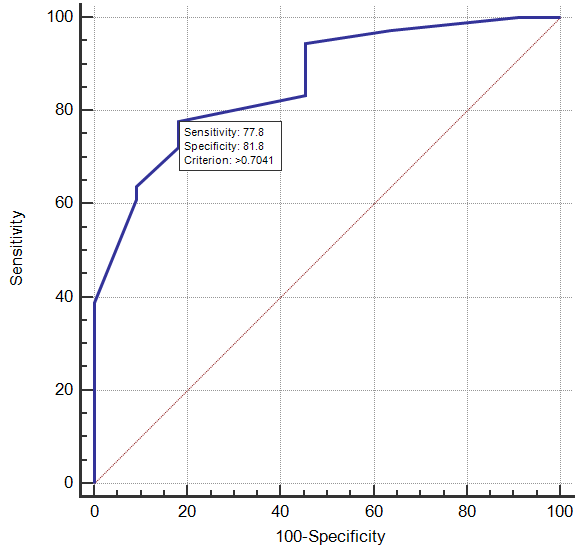 100
80
Sensitivity: 77.8
Specificity: 81.8
Criterion: >0.7041
60
Sensitivity
40
20
0
0 20 40 60 80 100
100-Specificity